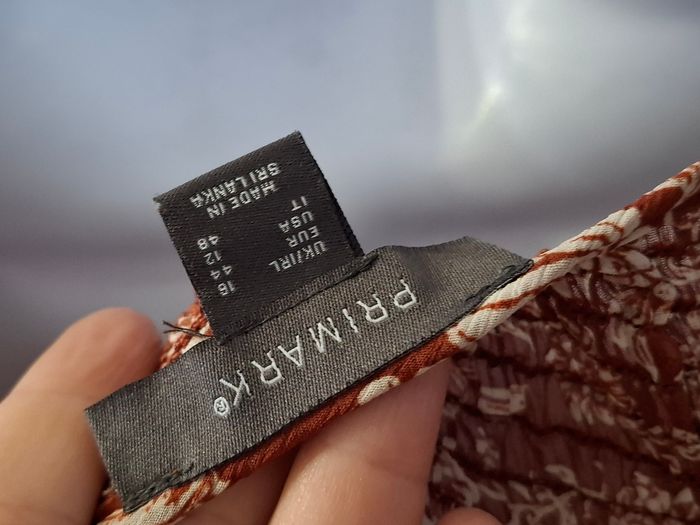 PRIMARK®
UK/IRL 16
EUR 44
USA 12
IT 48
MADE IN
SRI LANKA